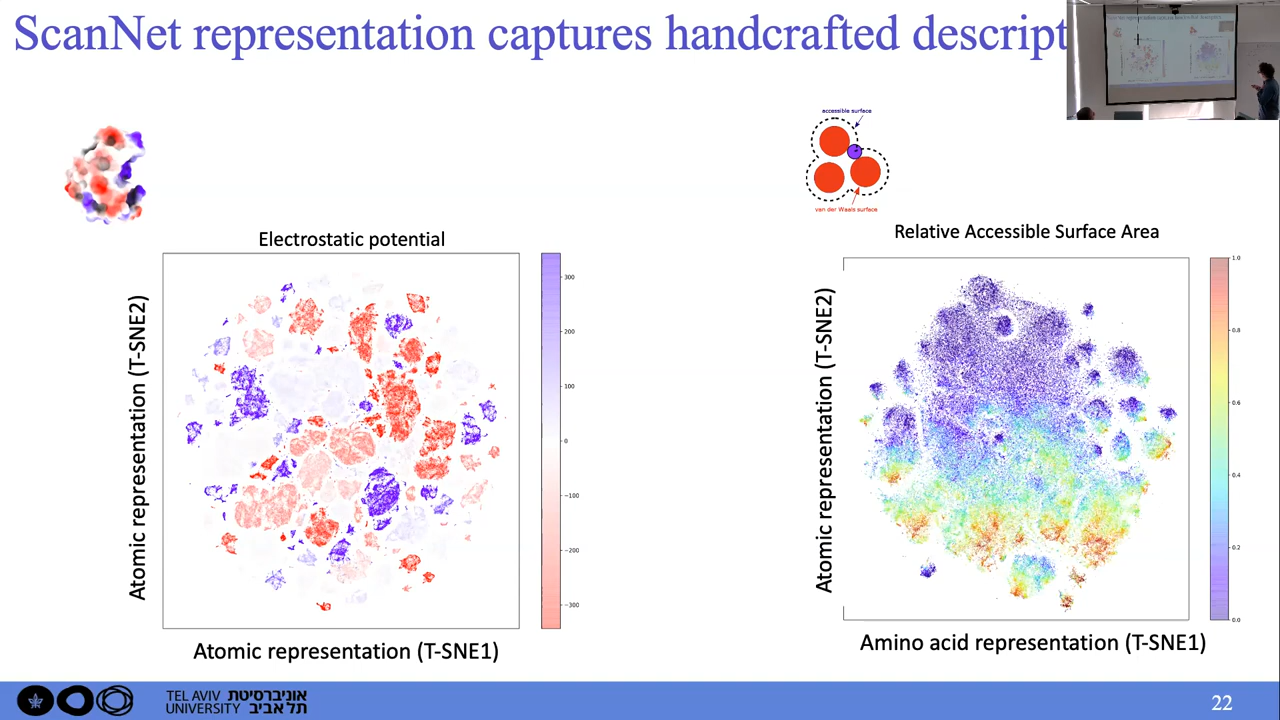 ScanNet representation captures handcrafted descript
accessible surface
van der Waals surface
Electrostatic potential
300
200
100
0
−100
−200
−300
Atomic representation (T-SNE2)
Atomic representation (T-SNE1)
Relative Accessible Surface Area
1.0
0.8
0.6
0.4
0.2
0.0
Atomic representation (T-SNE2)
Amino acid representation (T-SNE1)
TEL AVIV אוניברסיטת
UNIVERSITY תל אביב
22